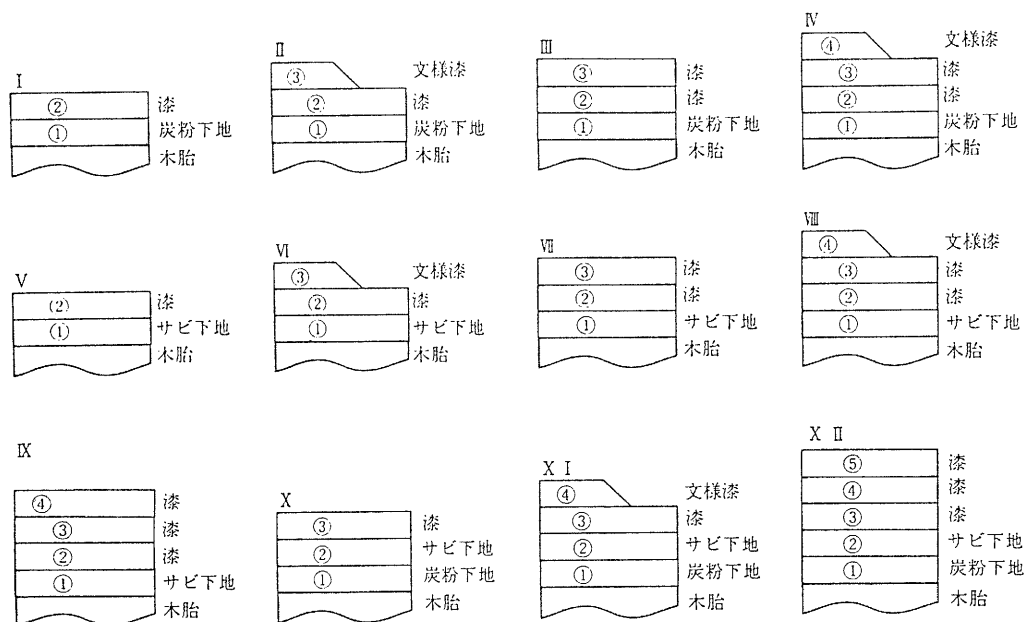 Ⅰ
② 漆
① 炭粉下地
木胎
Ⅱ
③ 文様漆
② 漆
① 炭粉下地
木胎
Ⅲ
③ 漆
② 漆
① 炭粉下地
木胎
Ⅳ
④ 文様漆
③ 漆
② 漆
① 炭粉下地
木胎
Ⅴ
② 漆
① サビ下地
木胎
Ⅵ
③ 文様漆
② 漆
① サビ下地
木胎
Ⅶ
③ 漆
② 漆
① サビ下地
木胎
Ⅷ
④ 文様漆
③ 漆
② 漆
① サビ下地
木胎
Ⅸ
④ 漆
③ 漆
② 漆
① サビ下地
木胎
Ⅹ
③ 漆
② サビ下地
① 炭粉下地
木胎
ⅩⅠ
④ 文様漆
③ 漆
② サビ下地
① 炭粉下地
木胎
Ⅹ Ⅱ
⑤ 漆
④ 漆
③ 漆
② サビ下地
① 炭粉下地
木胎